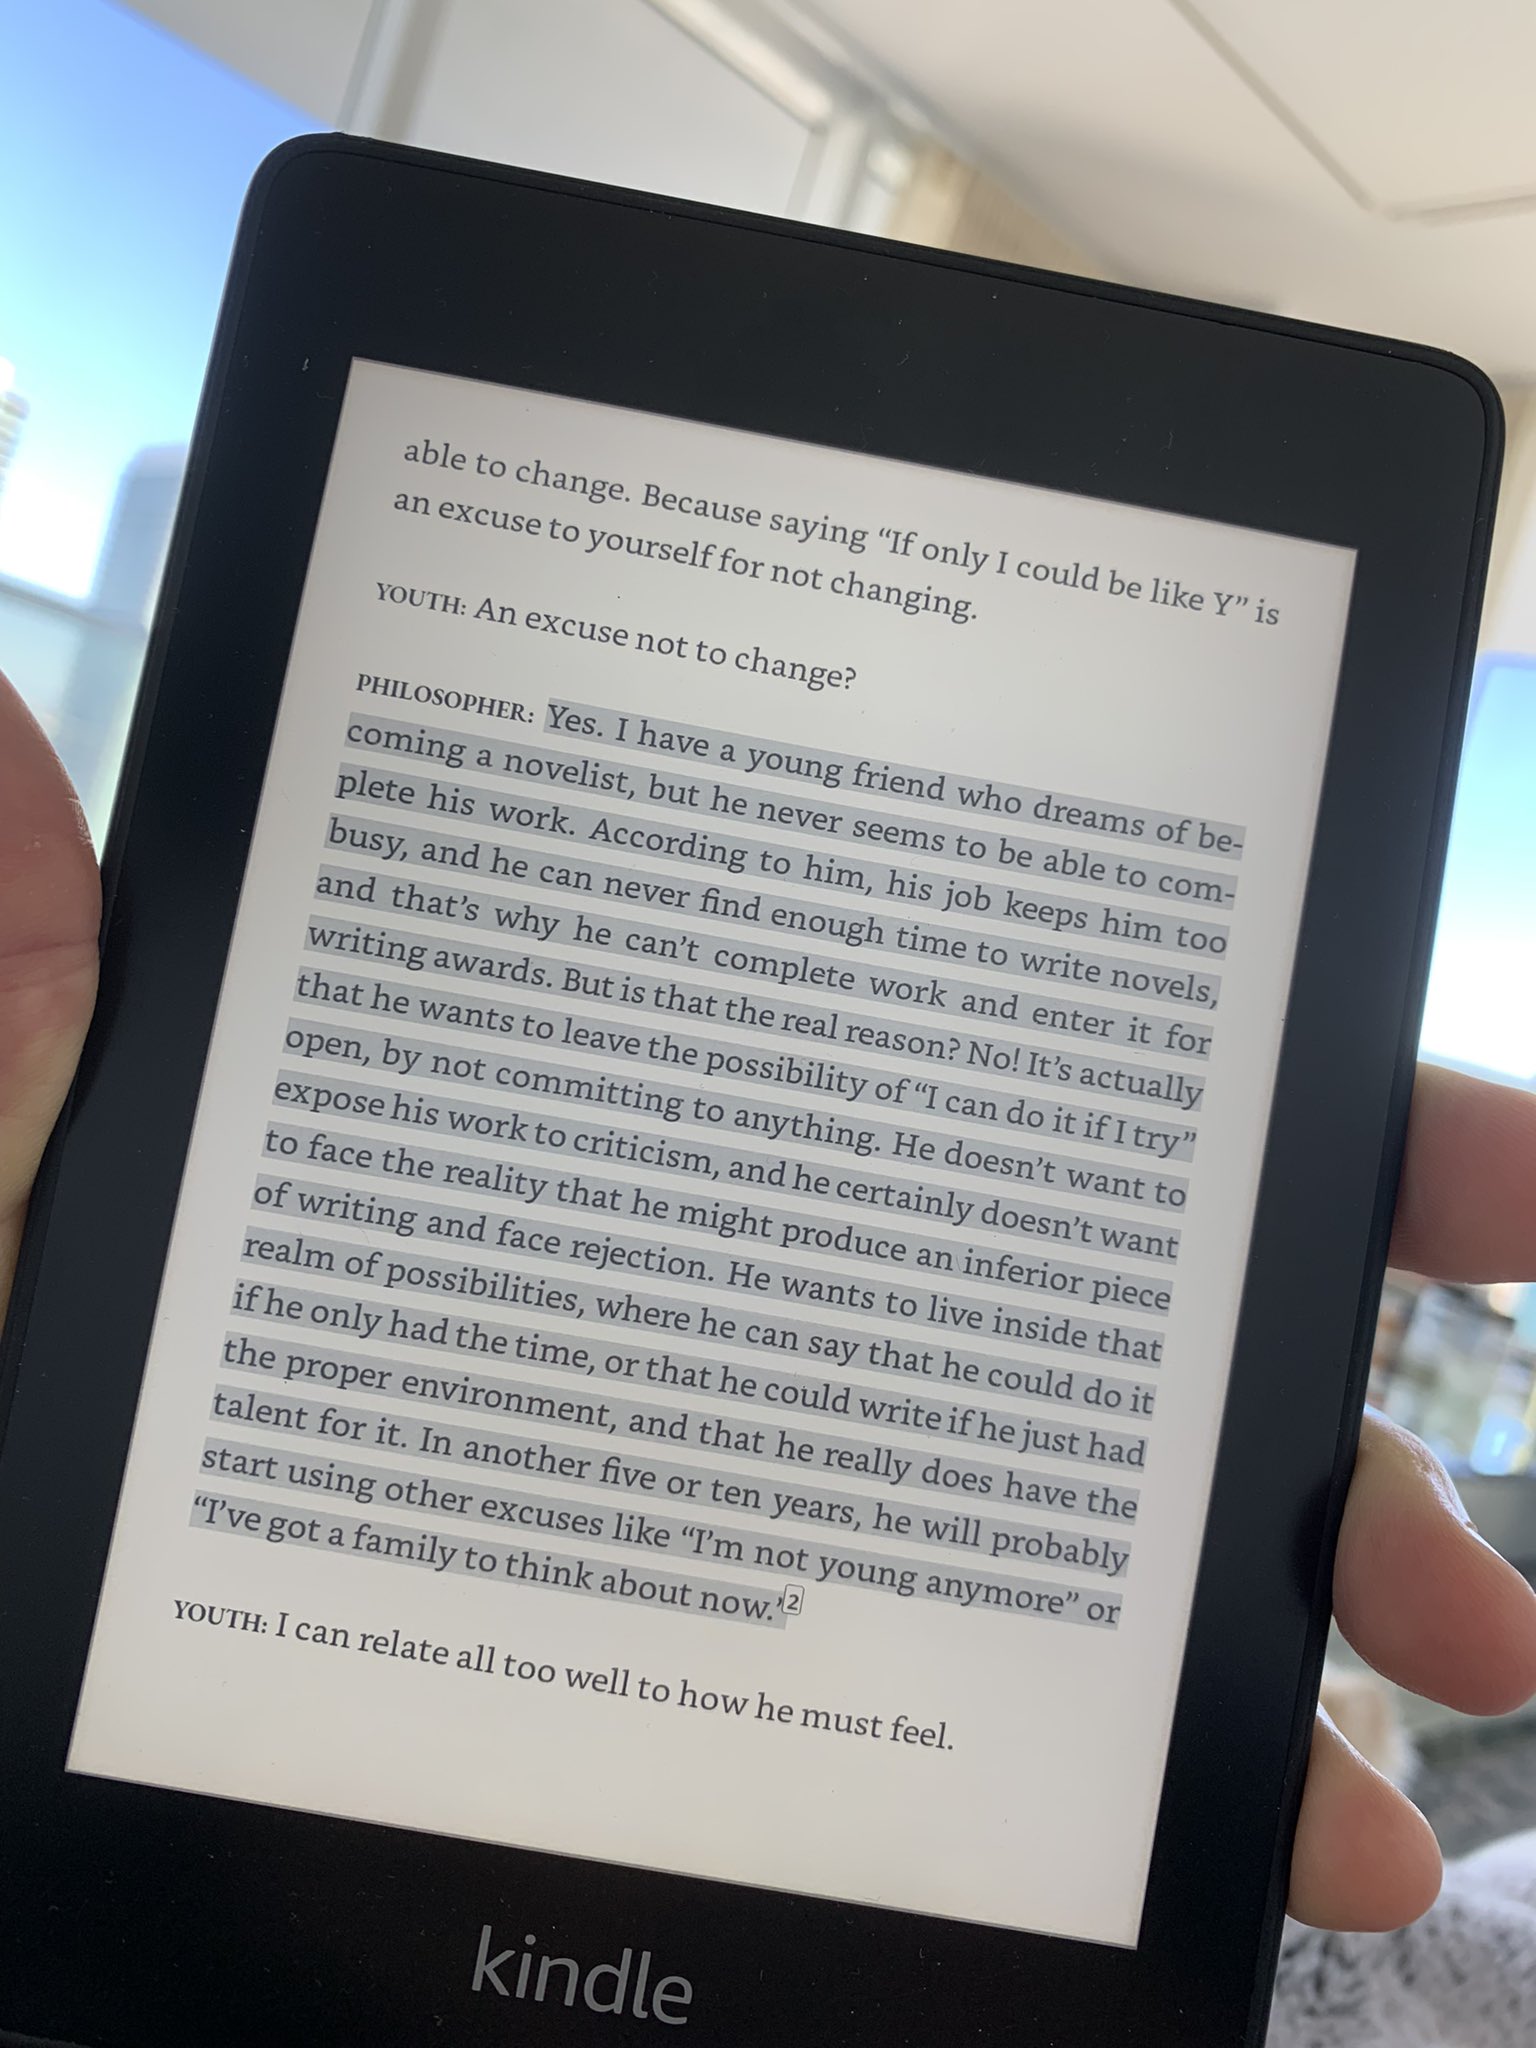 able to change. Because saying “If only I could be like Y” is
an excuse to yourself for not changing.
YOUTH: An excuse not to change?
PHILOSOPHER: Yes. I have a young friend who dreams of be-
coming a novelist, but he never seems to be able to com-
plete his work. According to him, his job keeps him too
busy, and he can never find enough time to write novels,
and that’s why he can’t complete work and enter it for
writing awards. But is that the real reason? No! It’s actually
that he wants to leave the possibility of “I can do it if I try”
open, by not committing to anything. He doesn’t want to
expose his work to criticism, and he certainly doesn’t want
to face the reality that he might produce an inferior piece
of writing and face rejection. He wants to live inside that
realm of possibilities, where he can say that he could do it
if he only had the time, or that he could write if he just had
the proper environment, and that he really does have the
talent for it. In another five or ten years, he will probably
start using other excuses like “I’m not young anymore” or
“I’ve got a family to think about now.’2
YOUTH: I can relate all too well to how he must feel.
kindle